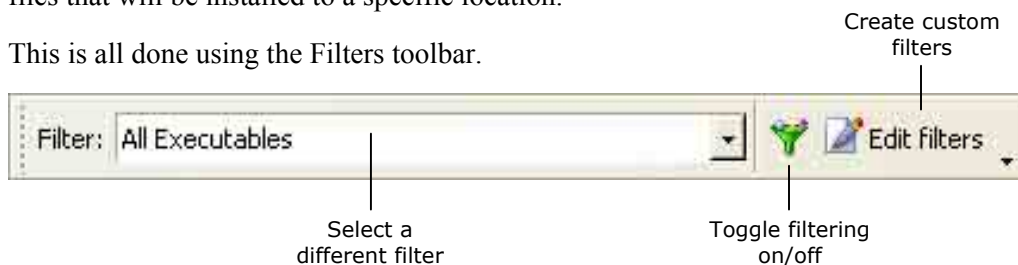 files that will be installed to a specific location.
This is all done using the Filters toolbar.
Create custom
filters
Filter: All Executables
Edit filters
Select a
different filter
Toggle filtering
on/off